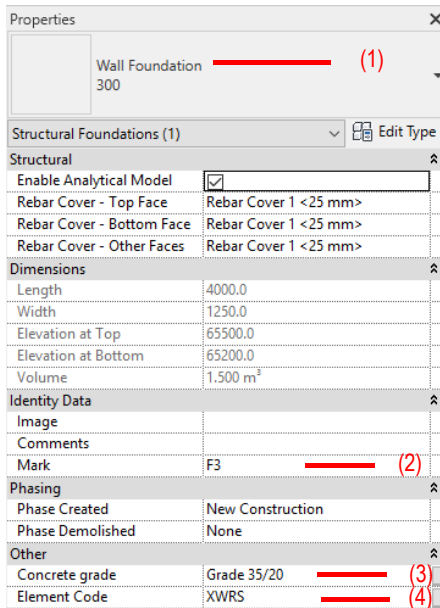 Properties
Wall Foundation (1)
300
Structural Foundations (1) Edit Type
Structural
Enable Analytical Model
Rebar Cover - Top Face Rebar Cover 1 <25 mm>
Rebar Cover - Bottom Face Rebar Cover 1 <25 mm>
Rebar Cover - Other Faces Rebar Cover 1 <25 mm>
Dimensions
Length 4000.0
Width 1250.0
Elevation at Top 65500.0
Elevation at Bottom 65200.0
Volume 1.500 m³
Identity Data
Image
Comments
Mark F3 (2)
Phasing
Phase Created New Construction
Phase Demolished None
Other
Concrete grade Grade 35/20 (3)
Element Code XWRS (4)